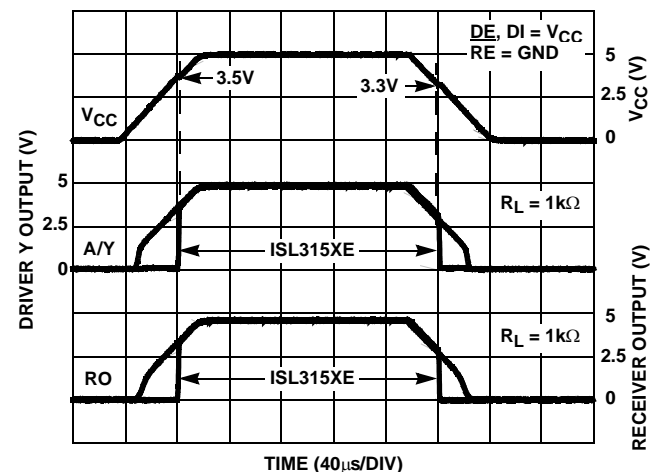 DE, DI = VCC
RE = GND
5
2.5
0
VCC (V)
3.5V
3.3V
VCC
DRIVER Y OUTPUT (V)
5
2.5
0
A/Y
RL = 1kΩ
ISL315XE
RO
RL = 1kΩ
ISL315XE
5
2.5
0
RECEIVER OUTPUT (V)
TIME (40μs/DIV)